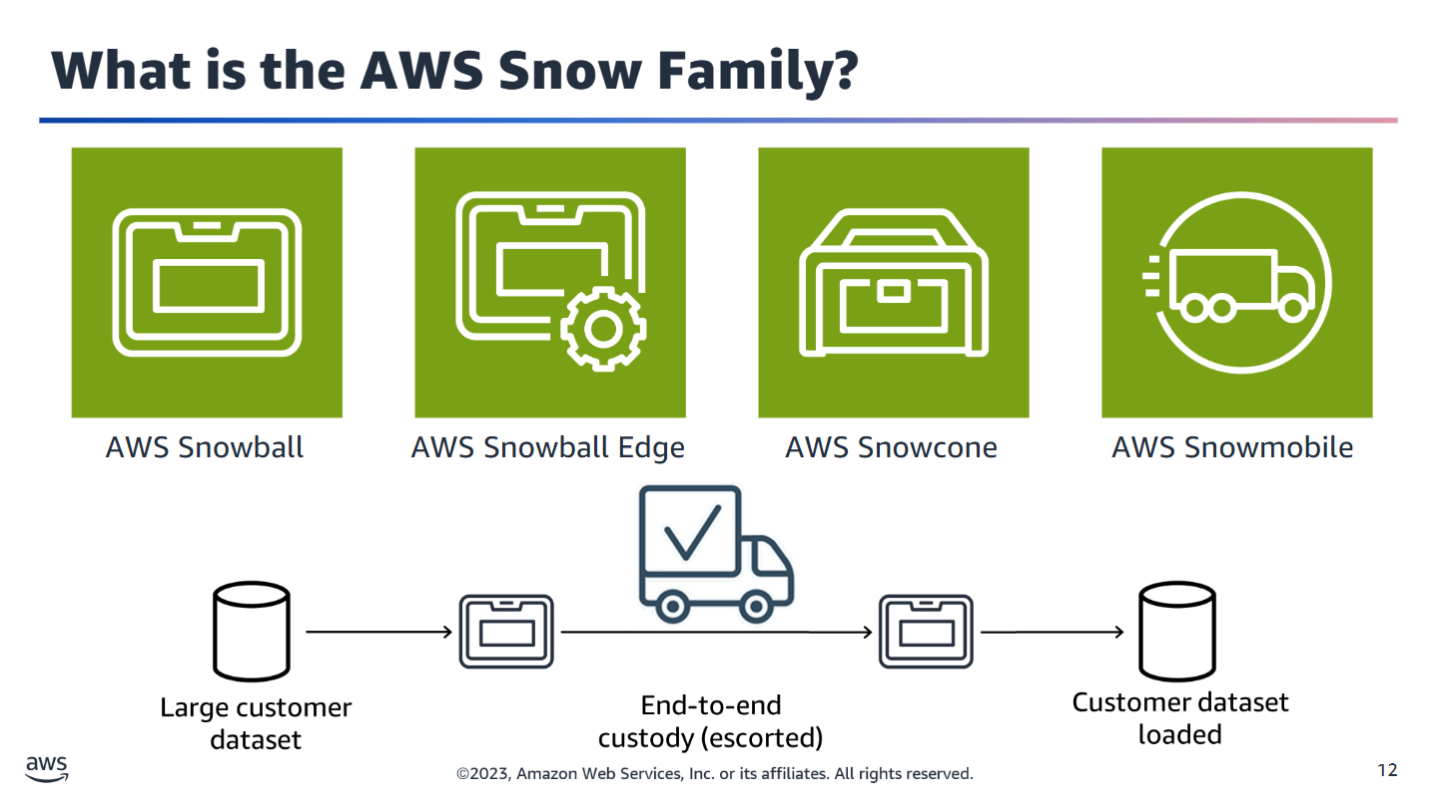 What is the AWS Snow Family?
AWS Snowball
AWS Snowball Edge
AWS Snowcone
AWS Snowmobile
Large customer
dataset
End-to-end
custody (escorted)
Customer dataset
loaded
aws
©2023, Amazon Web Services, Inc. or its affiliates. All rights reserved.
12